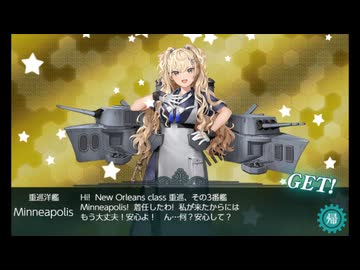 GET!
重巡洋艦
Minneapolis
Hi! New Orleans class 重巡、その3番艦
Minneapolis! 着任したわ! 私が来たからには
もう大丈夫!安心よ! ん…何?安心して?
帰